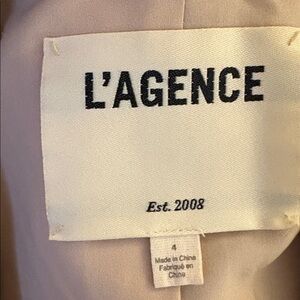 L'AGENCE
Est. 2008
4
Made in China
Fabriqué en
Chine